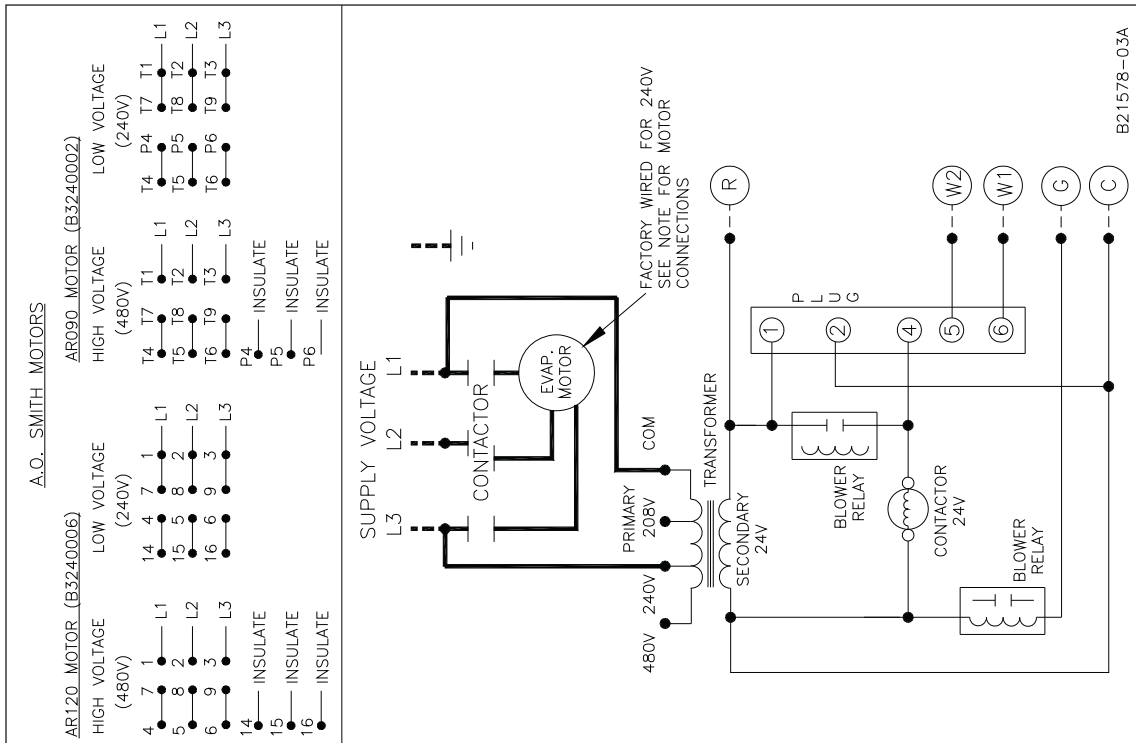 A.O. SMITH MOTORS
AR120 MOTOR (B3240006)
HIGH VOLTAGE
(480V)
4 7 1 L1
5 8 2 L2
6 9 3 L3
14 INSULATE
15 INSULATE
16 INSULATE
LOW VOLTAGE
(240V)
14 4 7 1 L1
15 5 8 2 L2
16 6 9 3 L3
AR090 MOTOR (B3240002)
HIGH VOLTAGE
(480V)
T4 T7 T1 L1
T5 T8 T2 L2
T6 T9 T3 L3
P4 INSULATE
P5 INSULATE
P6 INSULATE
LOW VOLTAGE
(240V)
T4 P4 T7 T1 L1
T5 P5 T8 T2 L2
T6 P6 T9 T3 L3
SUPPLY VOLTAGE
L3 L2 L1
CONTACTOR
EVAP.
MOTOR
FACTORY WIRED FOR 240V
SEE NOTE FOR MOTOR
CONNECTIONS
PRIMARY
480V 240V 208V COM
TRANSFORMER
SECONDARY
24V
R
BLOWER
RELAY
PLUG
1
2
4
5
6
CONTACTOR
24V
W2
W1
BLOWER
RELAY
G
C
B21578-03A